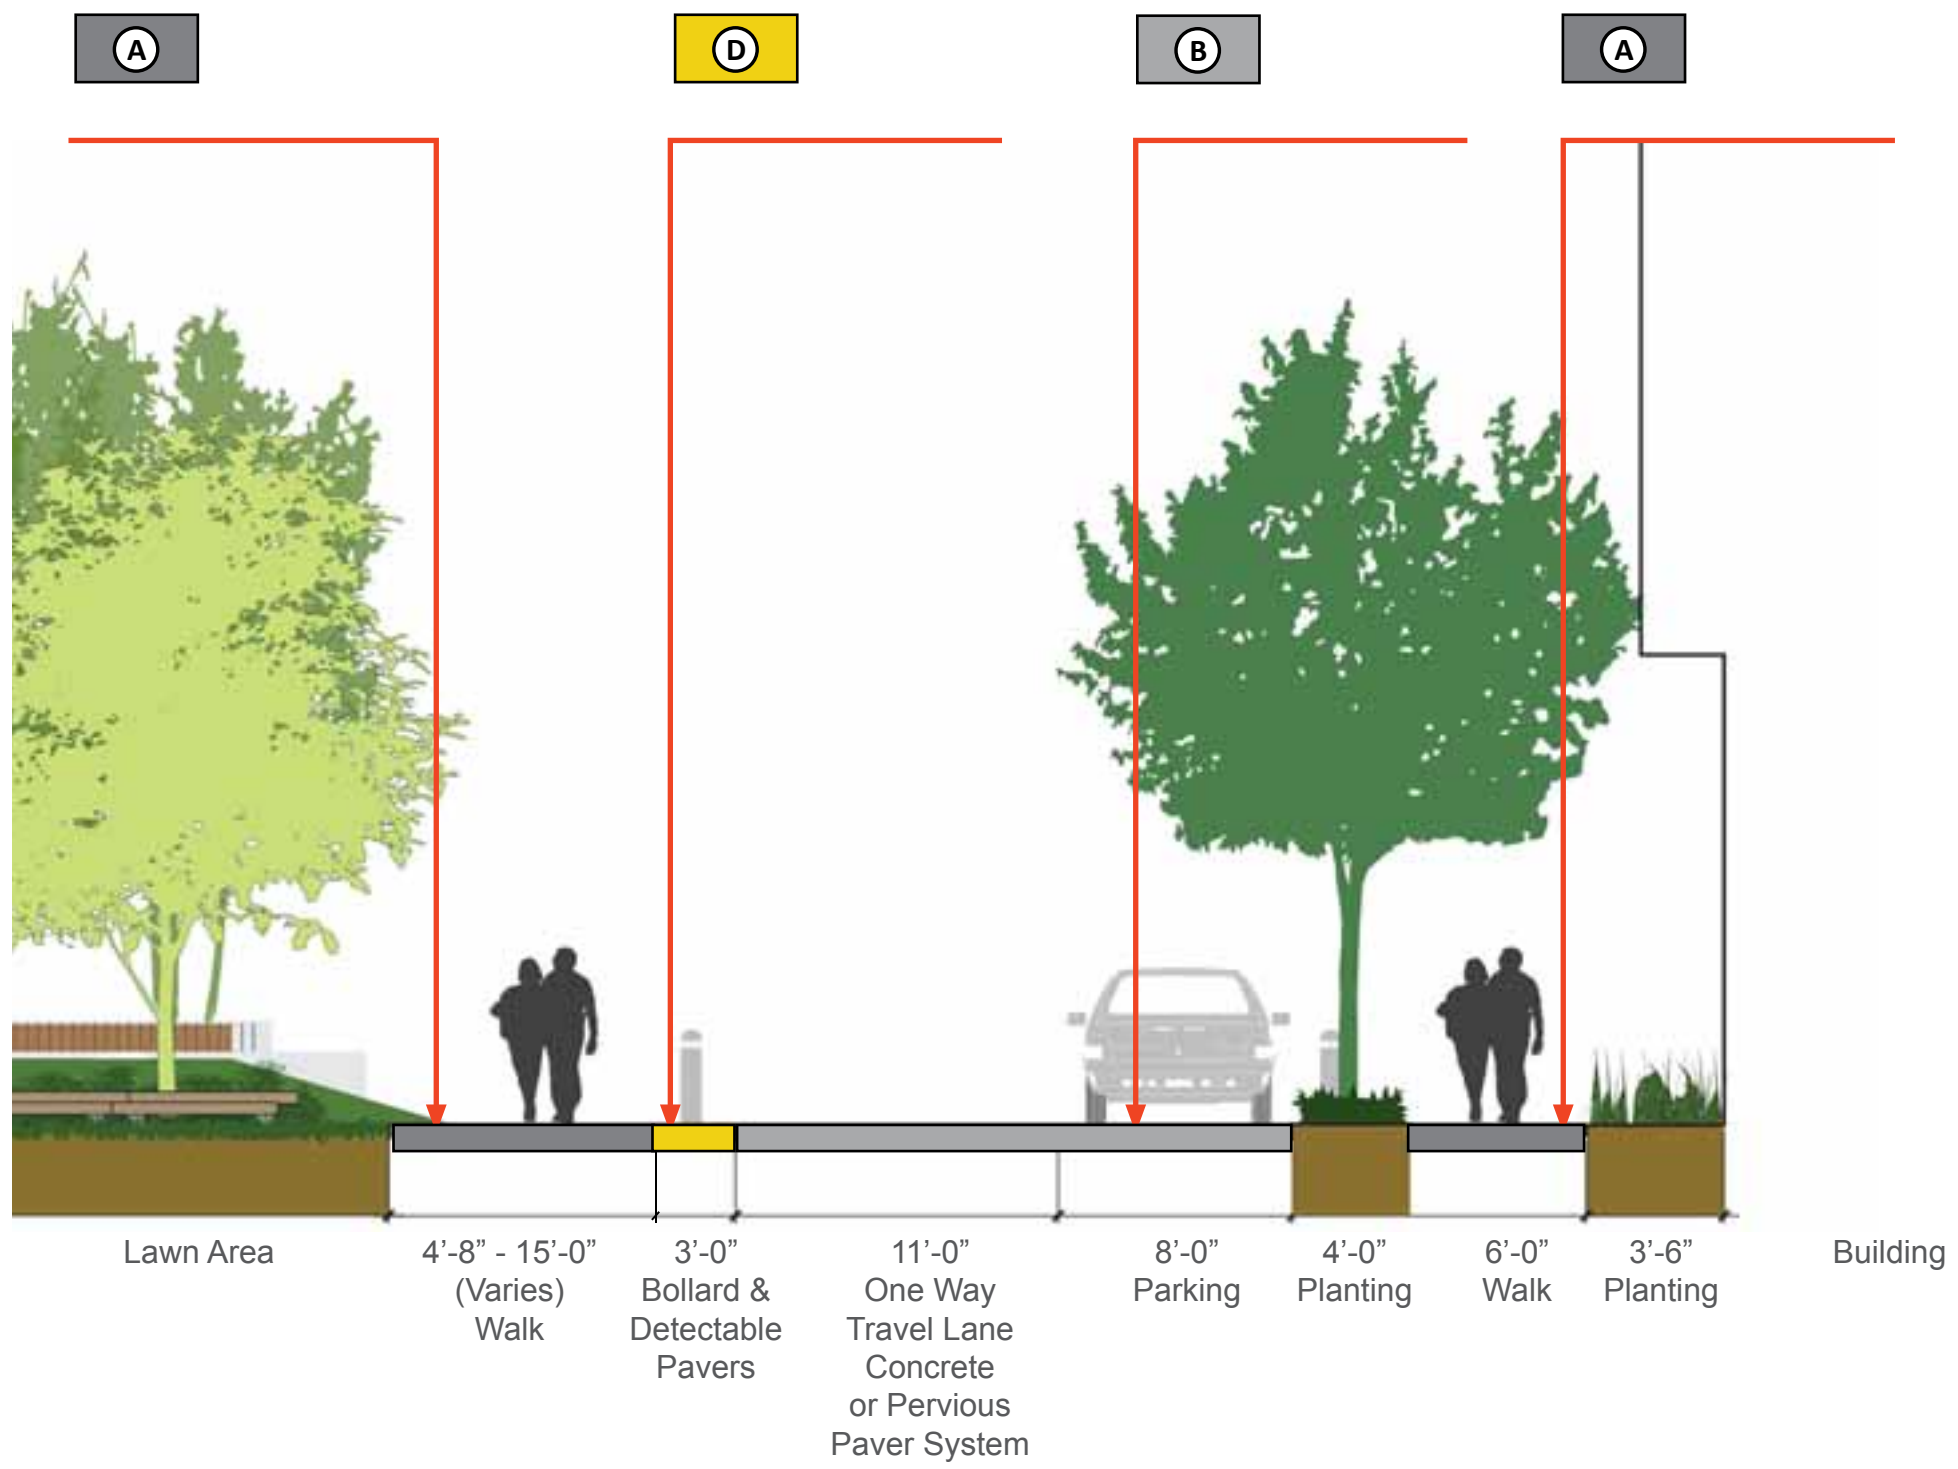 A
D
B
A
Lawn Area
4’-8” - 15’-0”
(Varies)
Walk
3’-0”
Bollard &
Detectable
Pavers
11’-0”
One Way
Travel Lane
Concrete
or Pervious
Paver System
8’-0”
Parking
4’-0”
Planting
6’-0”
Walk
3’-6”
Planting
Building